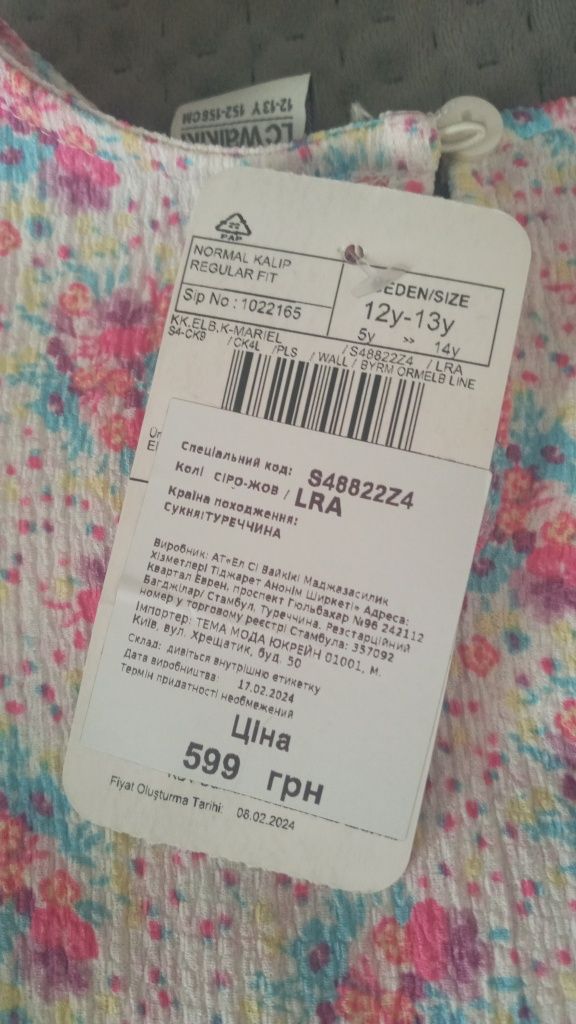 LC Waikiki
12-13 Y 152-158CM
22
PAP
NORMAL KALIP
REGULAR FIT
Sip No : 1022165
BEDEN/SIZE
12y-13y
5y >> 14y
KK.ELB.K-MARIEL /S48822Z4 / LRA
S4-CK9 /CK4L /PLS / WALL / BYRM ORMELB LINE
Спеціальний код: S48822Z4
Колі СІРО-ЖОВ / LRA
Країна походження:
Сукня:ТУРЕЧЧИНА
Виробник: АТ«Ел Сі Вайкікі Маджазасилик
Хізметлері Тіджарет Анонім Ширкеті» Адреса:
Квартал Еврен, проспект Гюльбахар №96 242112
Багджілар/ Стамбул, Туреччина. Резстарційний
номер у торговому реєстрі Стамбула: 357092
Імпортер: ТЕМА МОДА ЮКРЕЙН 01001, м.
Київ, вул. Хрещатик, буд. 50
Склад: дивіться внутрішню етикетку
Дата виробництва: 17.02.2024
Термін придатності необмежений
ЦІна
599 грн
Fiyat Oluşturma Tarihi: 08.02.2024